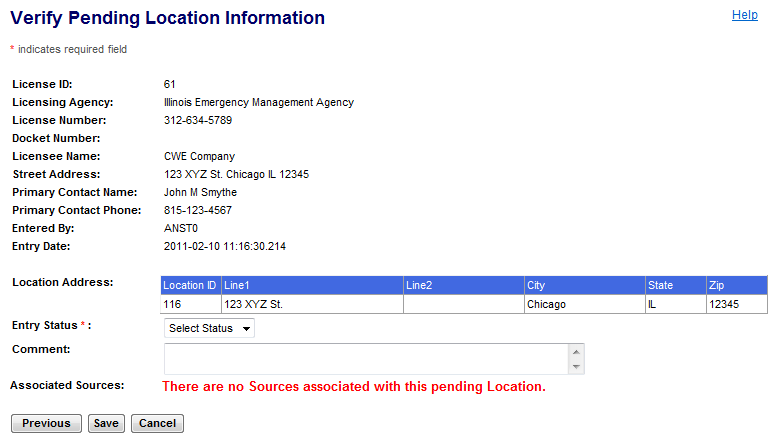 Verify Pending Location Information
Help
* indicates required field
License ID: 61
Licensing Agency: Illinois Emergency Management Agency
License Number: 312-634-5789
Docket Number:
Licensee Name: CWE Company
Street Address: 123 XYZ St. Chicago IL 12345
Primary Contact Name: John M Smythe
Primary Contact Phone: 815-123-4567
Entered By: ANST0
Entry Date: 2011-02-10 11:16:30.214
Location Address: Location ID Line1 Line2 City State Zip
116 123 XYZ St. Chicago IL 12345
Entry Status * : Select Status
Comment:
Associated Sources: There are no Sources associated with this pending Location.
Previous Save Cancel